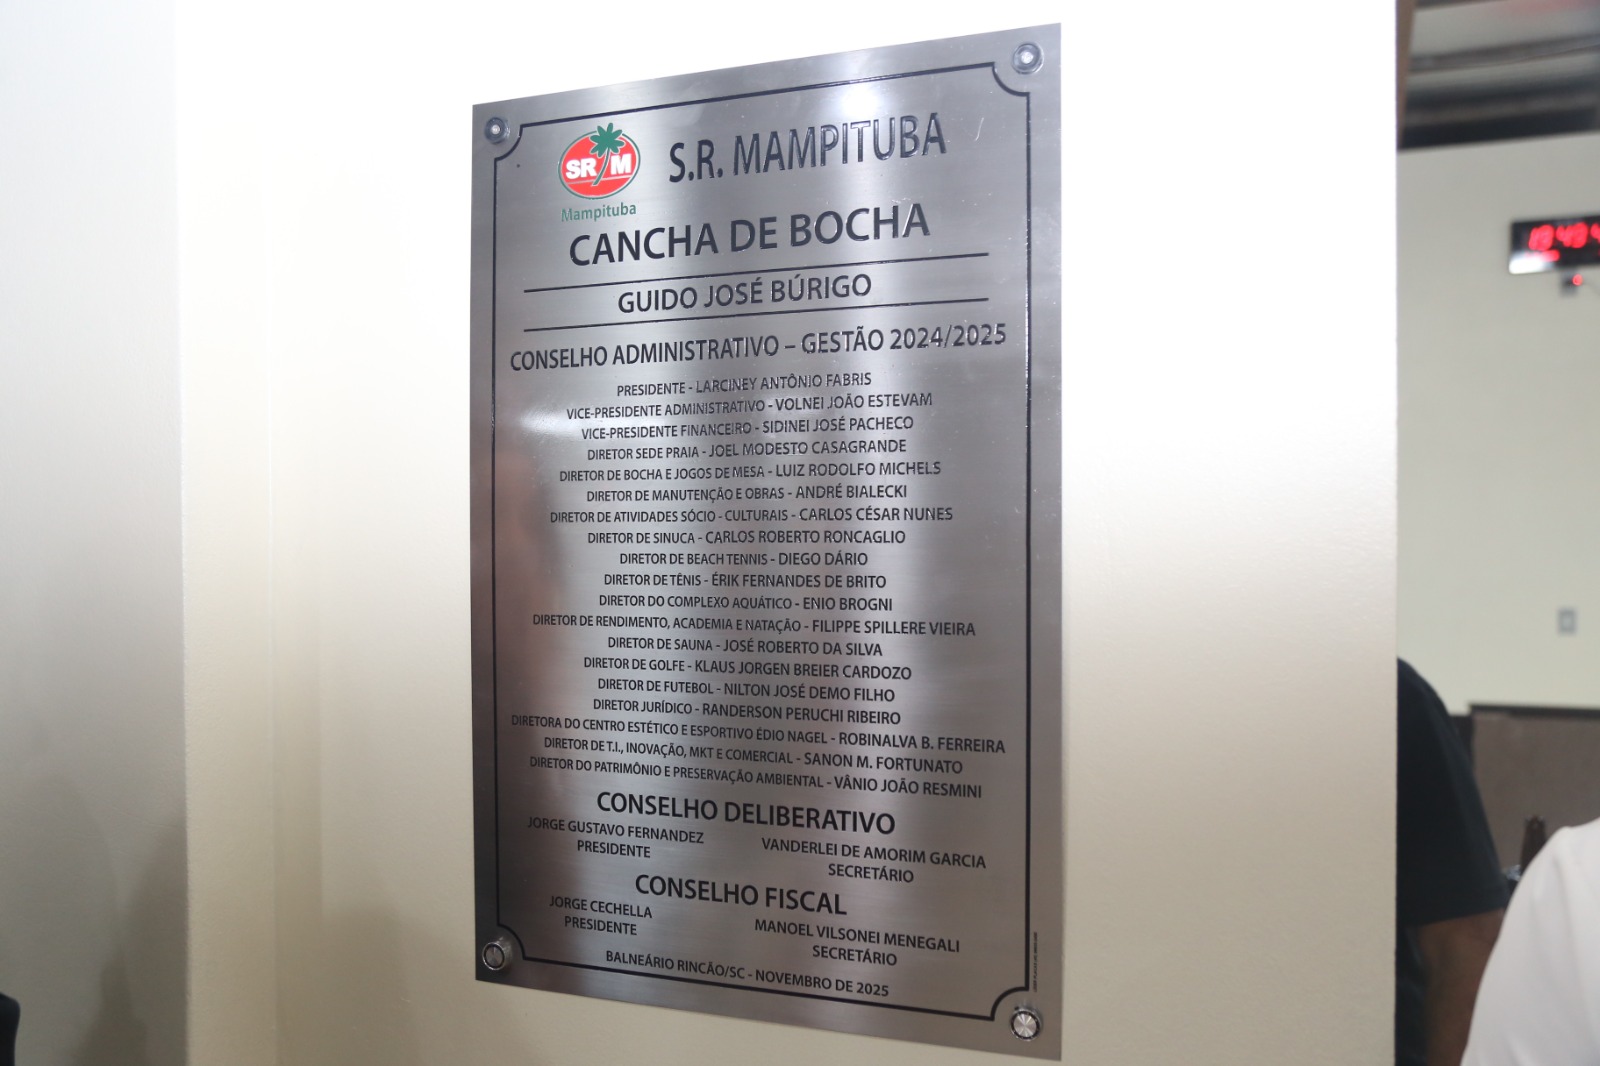 SR M
Mampituba
S.R. MAMPITUBA
CANCHA DE BOCHA
GUIDO JOSÉ BÚRIGO
CONSELHO ADMINISTRATIVO – GESTÃO 2024/2025
PRESIDENTE - LARCINEY ANTÔNIO FABRIS
VICE-PRESIDENTE ADMINISTRATIVO - VOLNEI JOÃO ESTEVAM
VICE-PRESIDENTE FINANCEIRO - SIDINEI JOSÉ PACHECO
DIRETOR SEDE PRAIA - JOEL MODESTO CASAGRANDE
DIRETOR DE BOCHA E JOGOS DE MESA - LUIZ RODOLFO MICHELS
DIRETOR DE MANUTENÇÃO E OBRAS - ANDRÉ BIALECKI
DIRETOR DE ATIVIDADES SÓCIO - CULTURAIS - CARLOS CÉSAR NUNES
DIRETOR DE SINUCA - CARLOS ROBERTO RONCAGLIO
DIRETOR DE BEACH TENNIS - DIEGO DÁRIO
DIRETOR DE TÊNIS - ÉRIK FERNANDES DE BRITO
DIRETOR DO COMPLEXO AQUÁTICO - ENIO BROGNI
DIRETOR DE RENDIMENTO, ACADEMIA E NATAÇÃO - FILIPPE SPILLERE VIEIRA
DIRETOR DE SAUNA - JOSÉ ROBERTO DA SILVA
DIRETOR DE GOLFE - KLAUS JORGEN BREIER CARDOZO
DIRETOR DE FUTEBOL - NILTON JOSÉ DEMO FILHO
DIRETOR JURÍDICO - RANDERSON PERUCHI RIBEIRO
DIRETORA DO CENTRO ESTÉTICO E ESPORTIVO ÉDIO NAGEL - ROBINALVA B. FERREIRA
DIRETOR DE T.I., INOVAÇÃO, MKT E COMERCIAL - SANON M. FORTUNATO
DIRETOR DO PATRIMÔNIO E PRESERVAÇÃO AMBIENTAL - VÂNIO JOÃO RESMINI
CONSELHO DELIBERATIVO
JORGE GUSTAVO FERNANDEZ
PRESIDENTE
VANDERLEI DE AMORIM GARCIA
SECRETÁRIO
CONSELHO FISCAL
JORGE CECHELLA
PRESIDENTE
MANOEL VILSONEI MENEGALI
SECRETÁRIO
BALNEÁRIO RINCÃO/SC - NOVEMBRO DE 2025